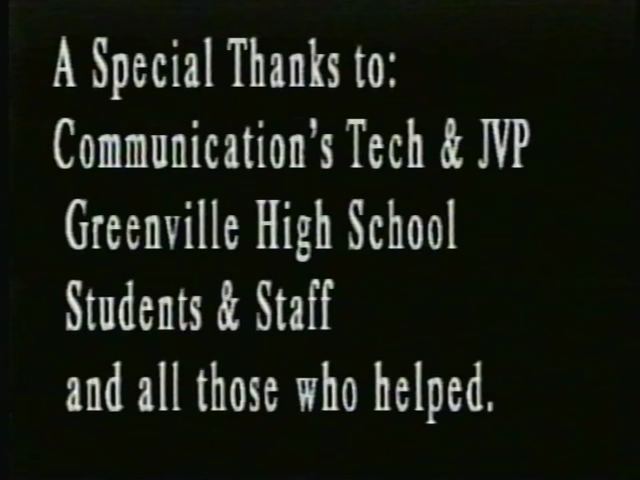 A Special Thanks to:
Communication's Tech & JVP
Greenville High School
Students & Staff
and all those who helped.